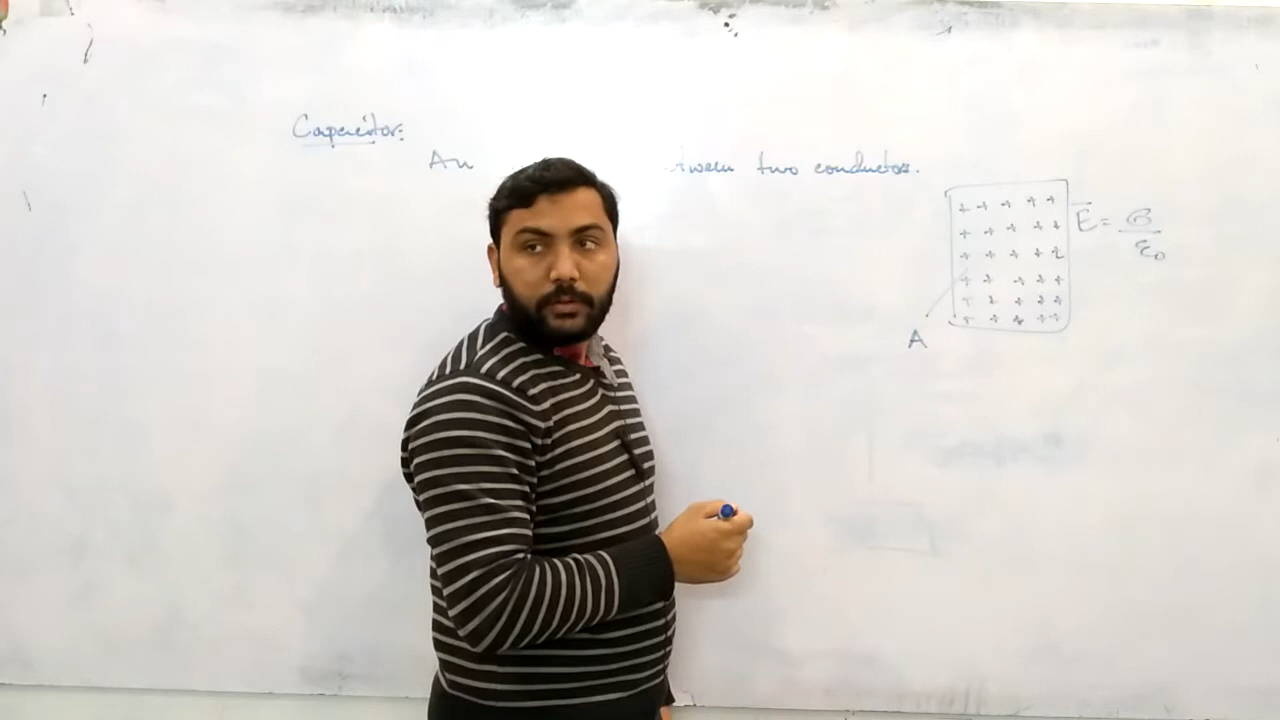 Capacitor:
An tween two conductors.
E = σ / ε₀
A